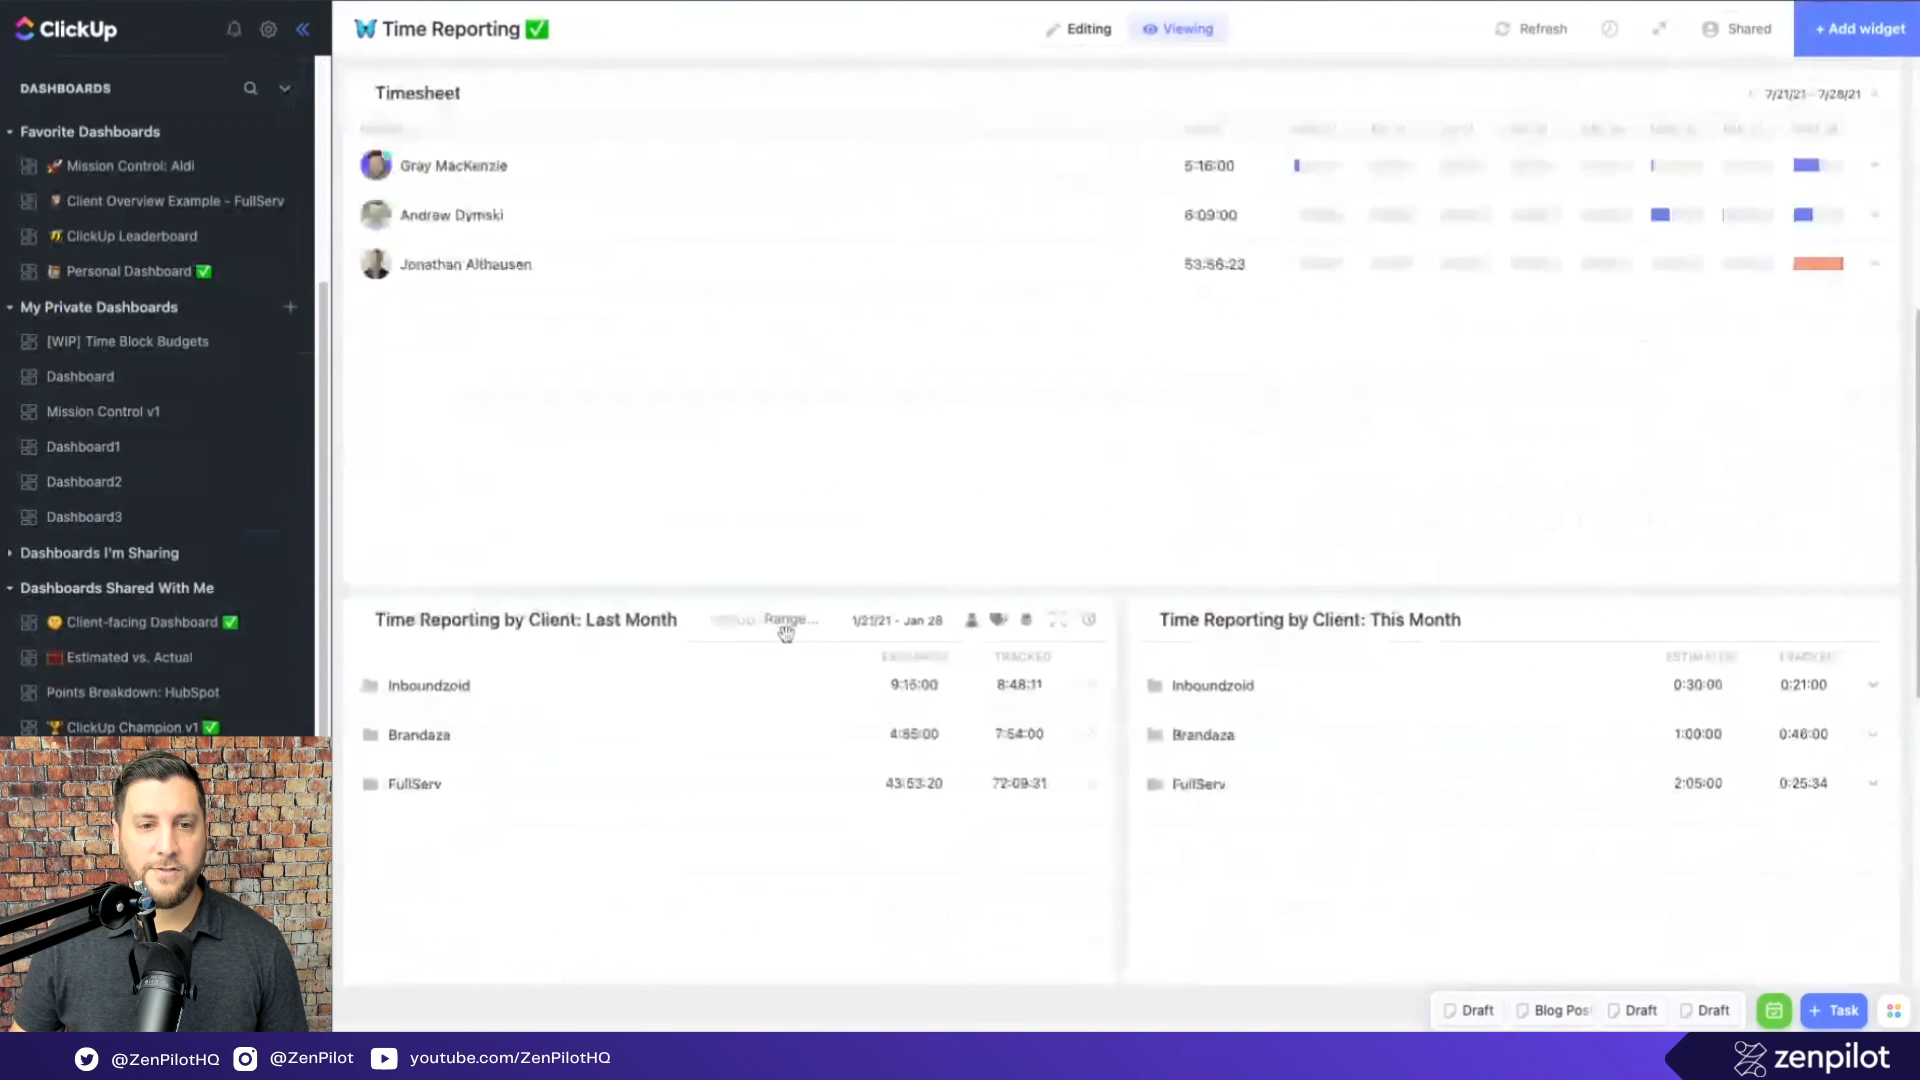 ClickUp
Time Reporting
Editing
Viewing
Refresh
Shared
+ Add widget
DASHBOARDS
Favorite Dashboards
Mission Control: Aldi
Client Overview Example - FullServ
ClickUp Leaderboard
Personal Dashboard
My Private Dashboards
[WIP] Time Block Budgets
Dashboard
Mission Control v1
Dashboard1
Dashboard2
Dashboard3
Dashboards I'm Sharing
Dashboards Shared With Me
Client-facing Dashboard
Estimated vs. Actual
Points Breakdown: HubSpot
ClickUp Champion v1
Timesheet
7/21/21 - 7/28/21
Gray MacKenzie 5:16:00
Andrew Dymski 6:09:00
Jonathan Althausen 53:56:23
Time Reporting by Client: Last Month
Range...
1/21/21 - Jan 28
TRACKED
Inboundzoid 9:15:00 8:48:11
Brandaza 4:55:00 7:54:00
FullServ 43:53:20 72:09:31
Time Reporting by Client: This Month
ESTIMATED TRACKED
Inboundzoid 0:30:00 0:21:00
Brandaza 1:00:00 0:46:00
FullServ 2:05:00 0:25:34
Draft
Blog Pos
Draft
Draft
+ Task
@ZenPilotHQ
@ZenPilot
youtube.com/ZenPilotHQ
zenpilot